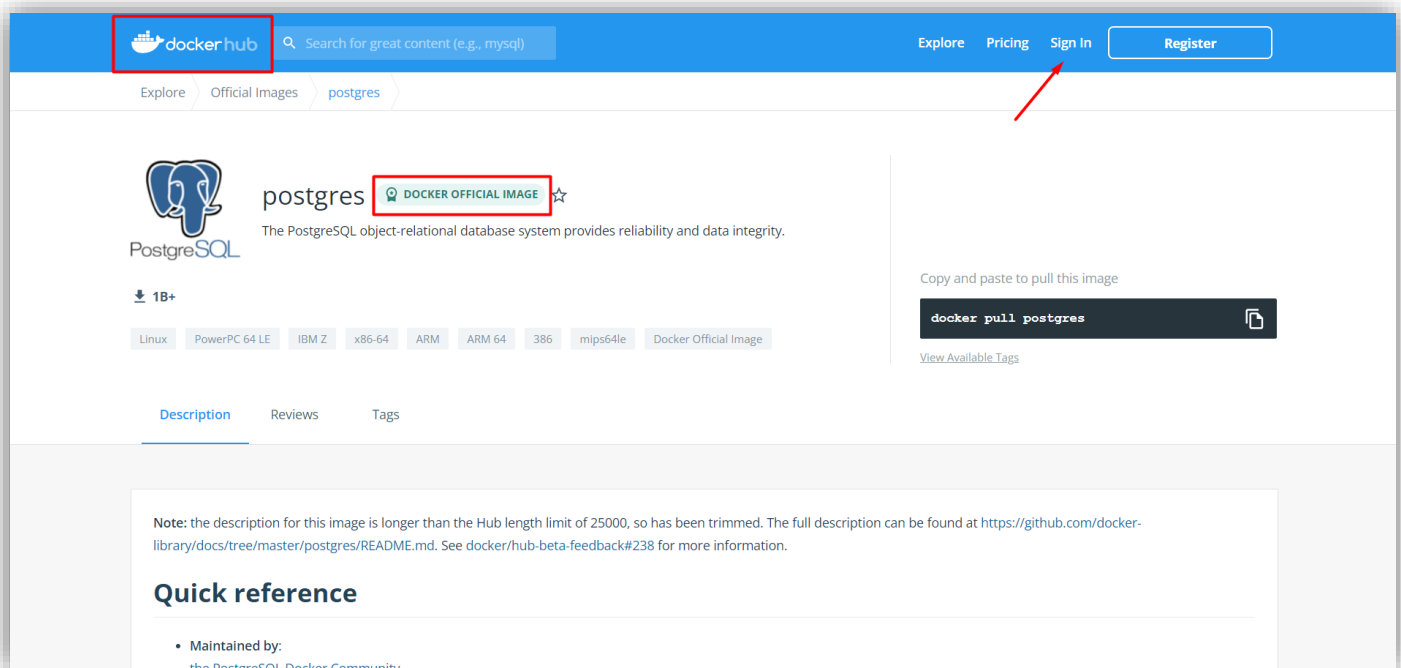 dockerhub
Search for great content (e.g., mysql)
Explore
Pricing
Sign In
Register
Explore
Official Images
postgres
PostgreSQL
postgres
DOCKER OFFICIAL IMAGE
The PostgreSQL object-relational database system provides reliability and data integrity.
1B+
Copy and paste to pull this image
docker pull postgres
View Available Tags
Linux
PowerPC 64 LE
IBM Z
x86-64
ARM
ARM 64
386
mips64le
Docker Official Image
Description
Reviews
Tags
Note: the description for this image is longer than the Hub length limit of 25000, so has been trimmed. The full description can be found at https://github.com/docker-
library/docs/tree/master/postgres/README.md. See docker/hub-beta-feedback#238 for more information.
Quick reference
• Maintained by:
the PostgreSQL Docker Community